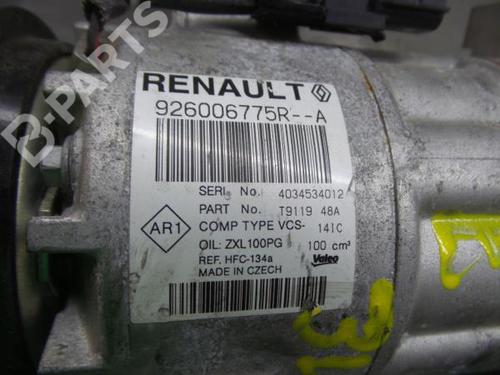 B-PARTS
RENAULT
926006775R--A
SERI No. 4034534012
PART No. T9119 48A
AR1
COMP TYPE VCS-14IC
OIL: ZXL100PG 100 cm³
REF. HFC-134a
MADE IN CZECH
Valeo